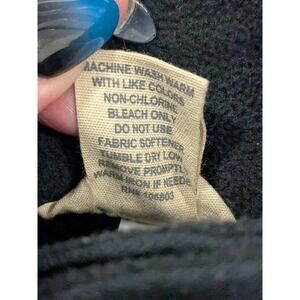 MACHINE WASH WARM
WITH LIKE COLORS
NON-CHLORINE
BLEACH ONLY
DO NOT USE
FABRIC SOFTENER
TUMBLE DRY LOW
REMOVE PROMPTLY
WARM IRON IF NEEDE
RN# 106803